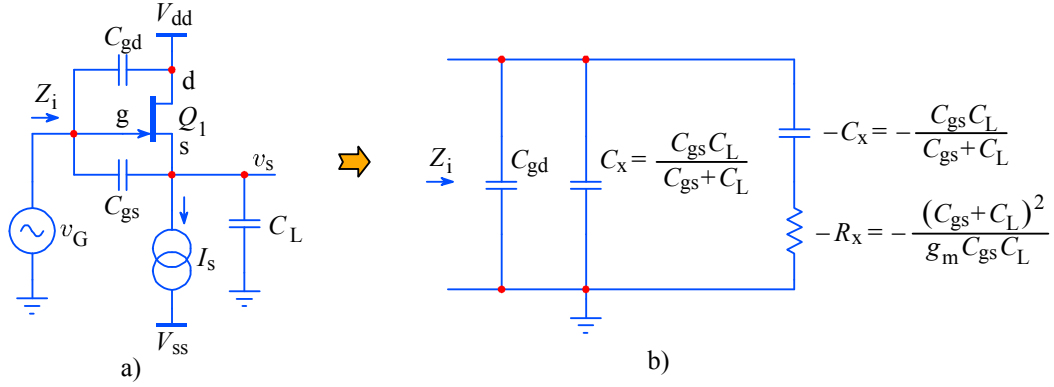 V_dd
C_gd
d
Z_i
g
Q_1
s
v_s
C_gs
v_G
C_L
I_s
V_ss
a)
Z_i
C_gd
C_x = C_gs C_L / (C_gs + C_L)
−C_x = − C_gs C_L / (C_gs + C_L)
−R_x = − (C_gs + C_L)^2 / (g_m C_gs C_L)
b)